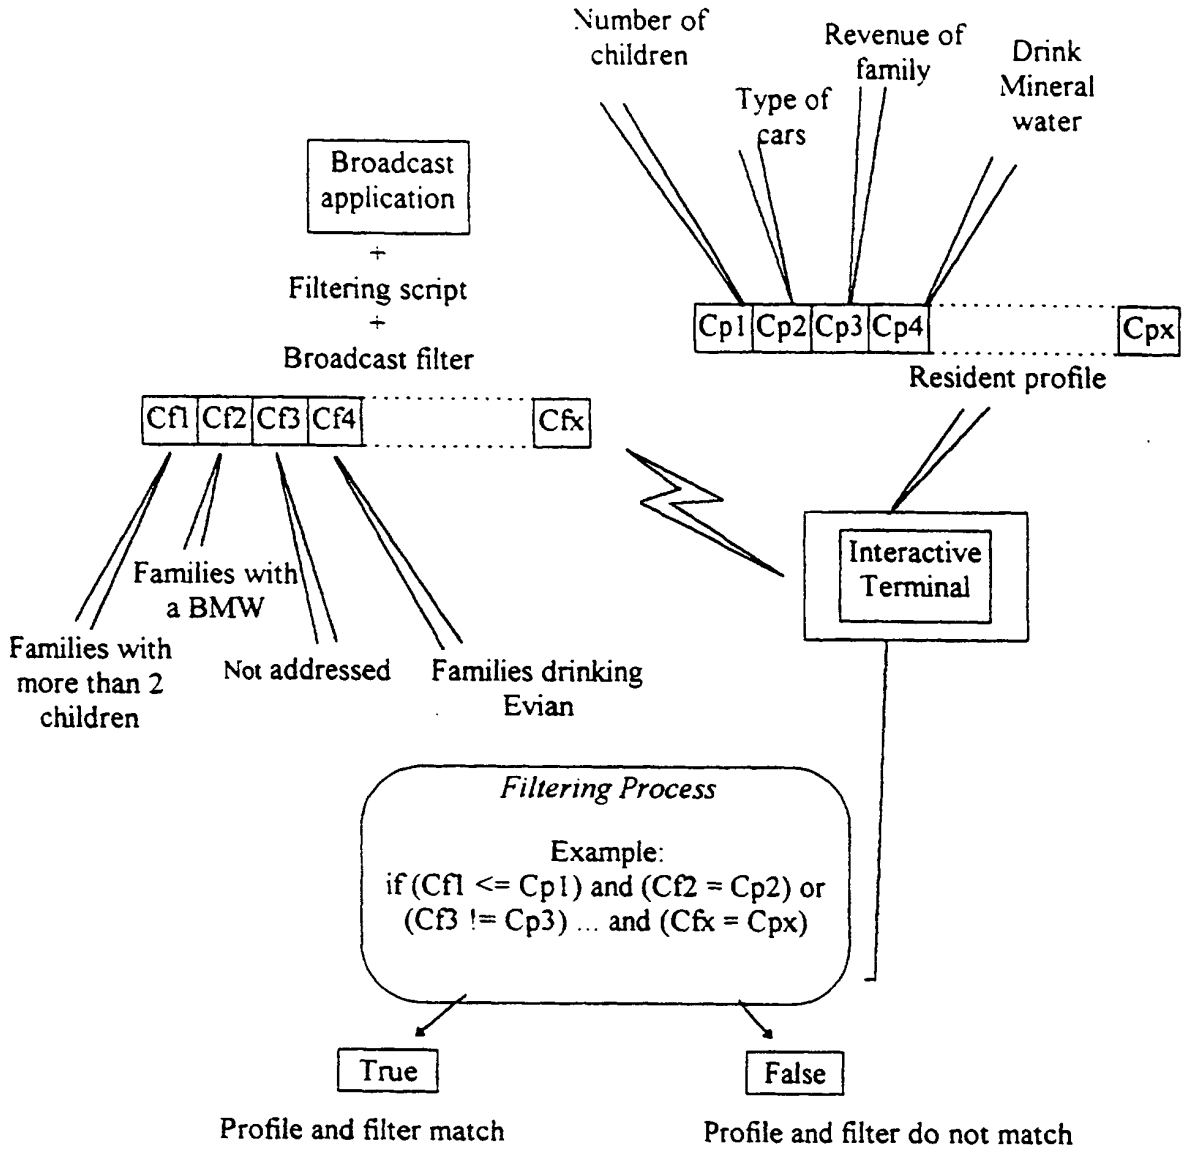 Number of
children
Revenue of
family
Drink
Mineral
water
Type of
cars
Broadcast
application
+
Filtering script
+
Broadcast filter
Cp1 Cp2 Cp3 Cp4 Cpx
Resident profile
Cf1 Cf2 Cf3 Cf4 Cfx
Interactive
Terminal
Families with
a BMW
Families with
more than 2
children
Not addressed
Families drinking
Evian
Filtering Process
Example:
if (Cf1 <= Cp1) and (Cf2 = Cp2) or
(Cf3 != Cp3) ... and (Cfx = Cpx)
True
False
Profile and filter match
Profile and filter do not match